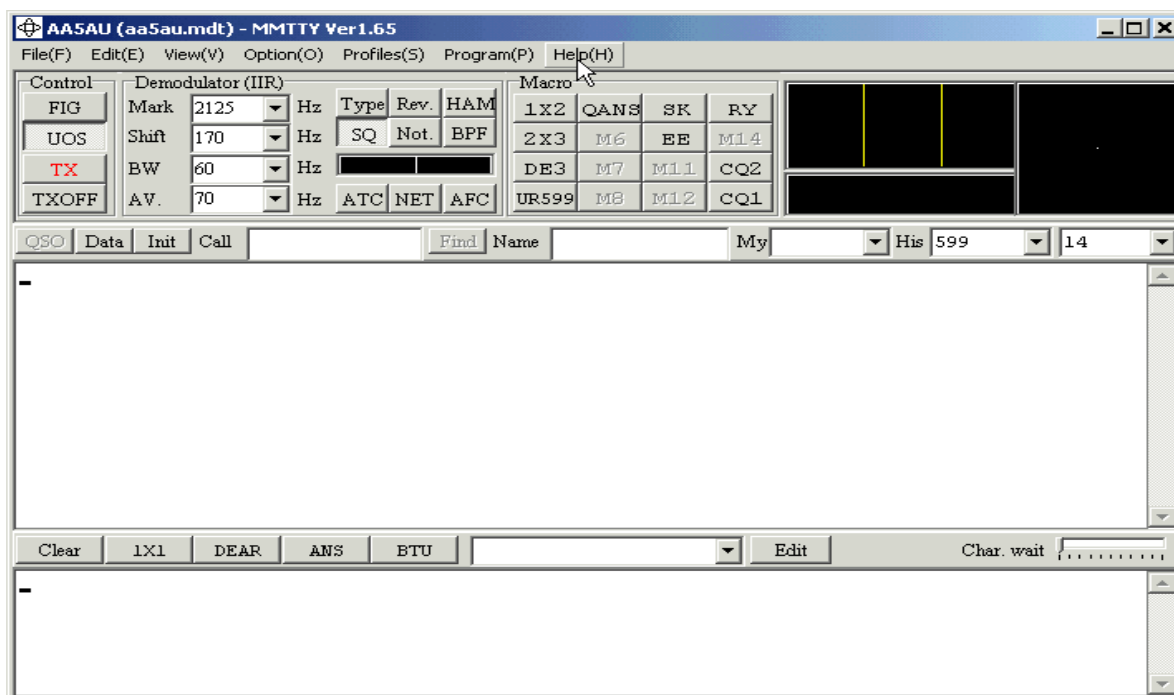 AA5AU (aa5au.mdt) - MMTTY Ver1.65
File(F) Edit(E) View(V) Option(O) Profiles(S) Program(P) Help(H)
Control Demodulator (IIR) Macro
FIG Mark 2125 Hz Type Rev. HAM 1X2 QANS SK RY
UOS Shift 170 Hz SQ Not. BPF 2X3 M6 EE M14
TX BW 60 Hz DE3 M7 M11 CQ2
TXOFF AV. 70 Hz ATC NET AFC UR599 M8 M12 CQ1
QSO Data Init Call Find Name My His 599 14
Clear 1X1 DEAR ANS BTU Edit Char. wait